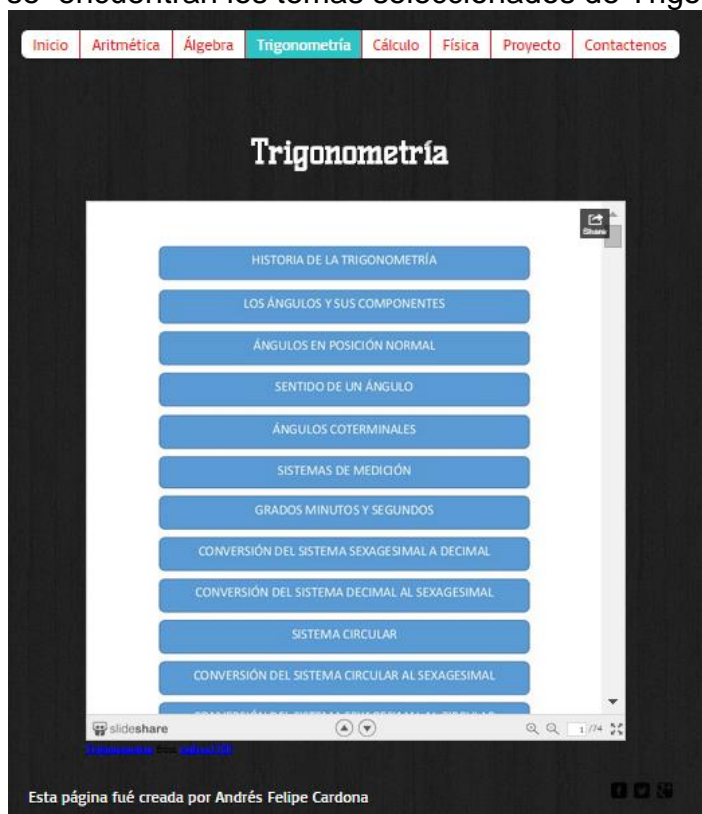 se encuentran los temas seleccionados de Trigo
Inicio Aritmética Álgebra Trigonometría Cálculo Física Proyecto Contactenos
Trigonometría
Share
HISTORIA DE LA TRIGONOMETRÍA
LOS ÁNGULOS Y SUS COMPONENTES
ÁNGULOS EN POSICIÓN NORMAL
SENTIDO DE UN ÁNGULO
ÁNGULOS COTERMINALES
SISTEMAS DE MEDICIÓN
GRADOS MINUTOS Y SEGUNDOS
CONVERSIÓN DEL SISTEMA SEXAGESIMAL A DECIMAL
CONVERSIÓN DEL SISTEMA DECIMAL AL SEXAGESIMAL
SISTEMA CIRCULAR
CONVERSIÓN DEL SISTEMA CIRCULAR AL SEXAGESIMAL
slideshare 1 /74
Trigonometria from
Esta página fué creada por Andrés Felipe Cardona